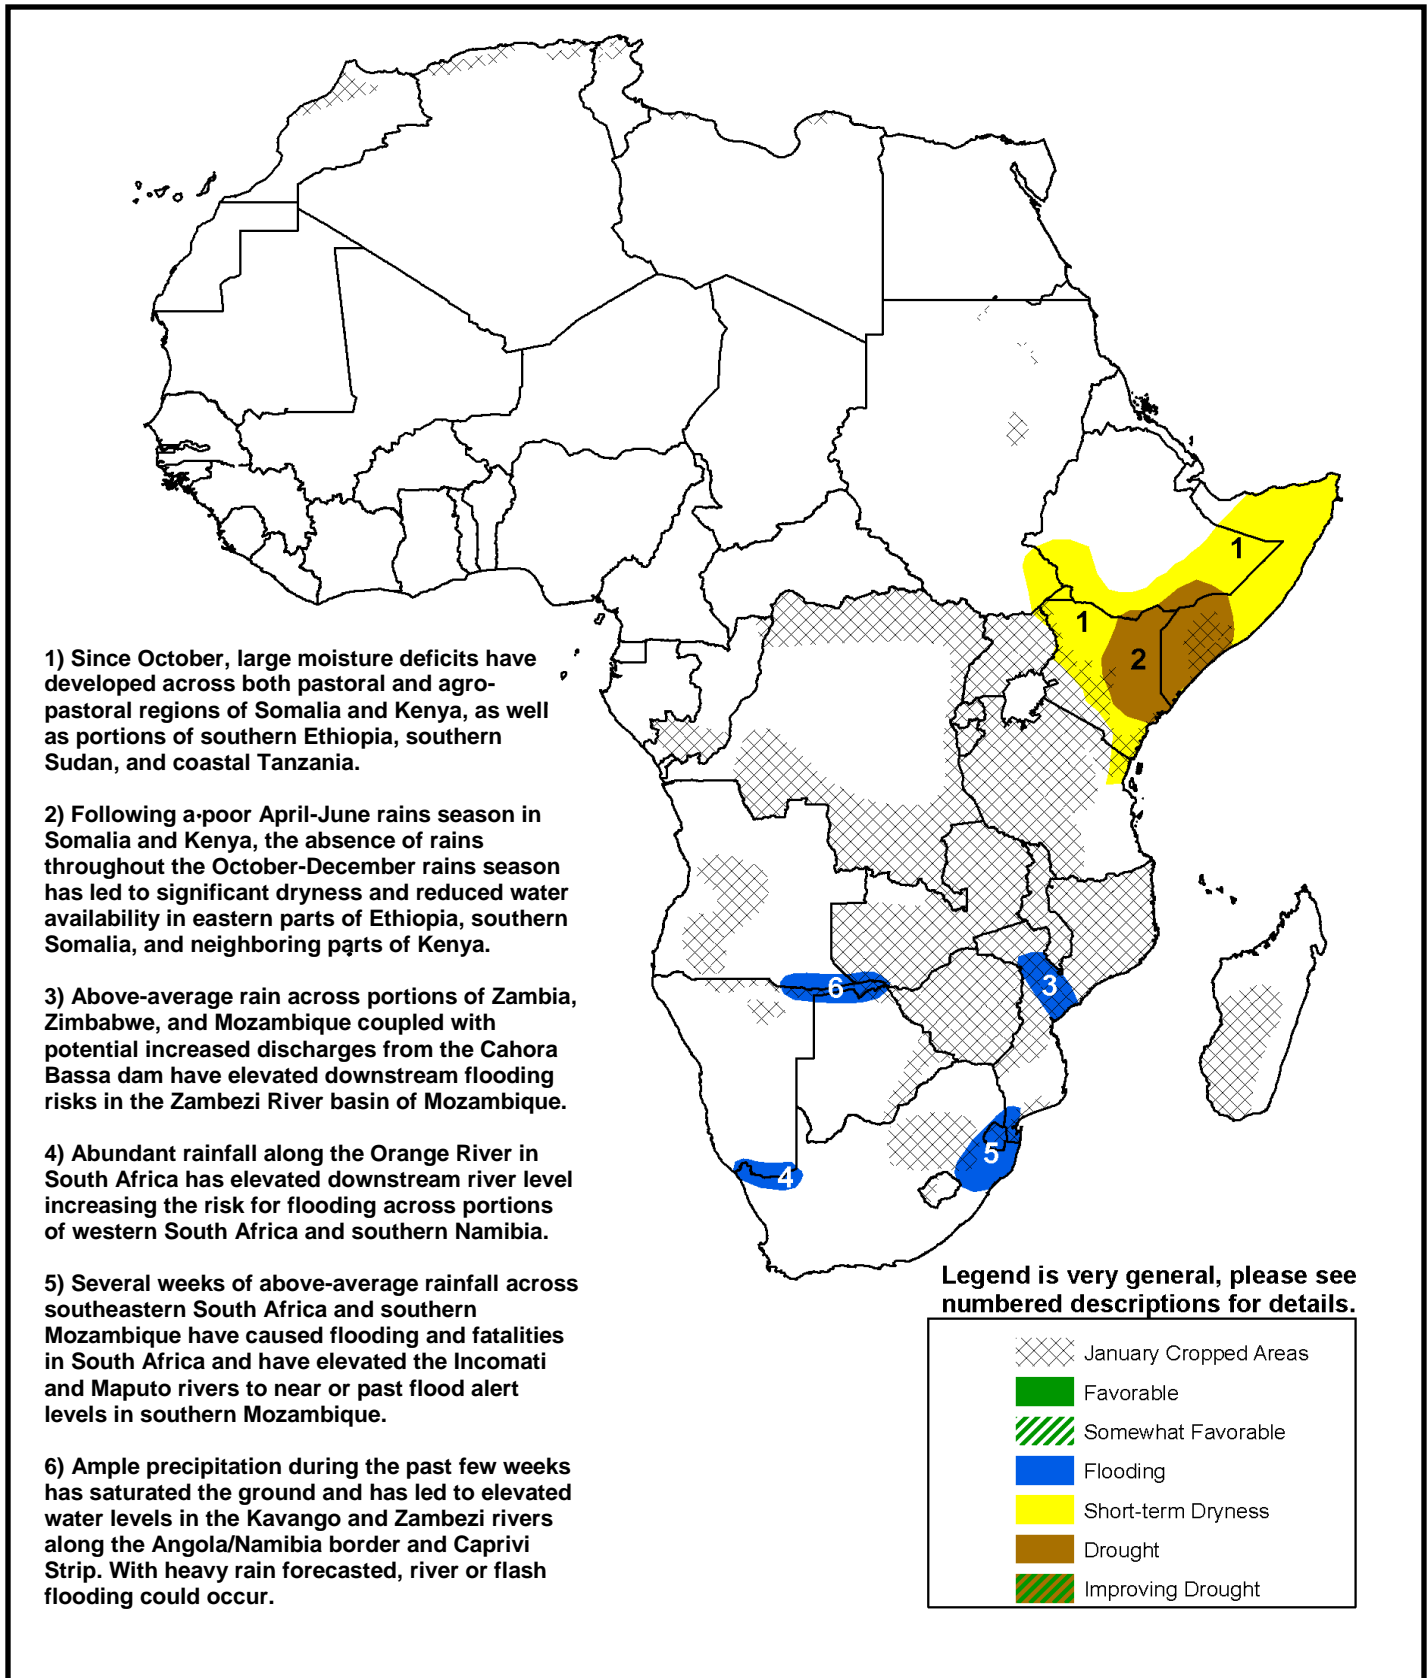 1) Since October, large moisture deficits have
developed across both pastoral and agro-
pastoral regions of Somalia and Kenya, as well
as portions of southern Ethiopia, southern
Sudan, and coastal Tanzania.
2) Following a poor April-June rains season in
Somalia and Kenya, the absence of rains
throughout the October-December rains season
has led to significant dryness and reduced water
availability in eastern parts of Ethiopia, southern
Somalia, and neighboring parts of Kenya.
3) Above-average rain across portions of Zambia,
Zimbabwe, and Mozambique coupled with
potential increased discharges from the Cahora
Bassa dam have elevated downstream flooding
risks in the Zambezi River basin of Mozambique.
4) Abundant rainfall along the Orange River in
South Africa has elevated downstream river level
increasing the risk for flooding across portions
of western South Africa and southern Namibia.
5) Several weeks of above-average rainfall across
southeastern South Africa and southern
Mozambique have caused flooding and fatalities
in South Africa and have elevated the Incomati
and Maputo rivers to near or past flood alert
levels in southern Mozambique.
6) Ample precipitation during the past few weeks
has saturated the ground and has led to elevated
water levels in the Kavango and Zambezi rivers
along the Angola/Namibia border and Caprivi
Strip. With heavy rain forecasted, river or flash
flooding could occur.
1
1
2
3
6
5
4
Legend is very general, please see
numbered descriptions for details.
January Cropped Areas
Favorable
Somewhat Favorable
Flooding
Short-term Dryness
Drought
Improving Drought